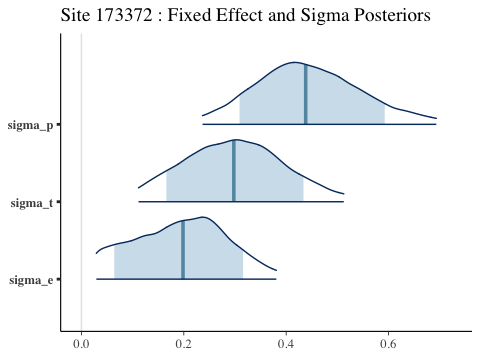 Site 173372 : Fixed Effect and Sigma Posteriors
sigma_p
sigma_t
sigma_e
0.0 0.2 0.4 0.6